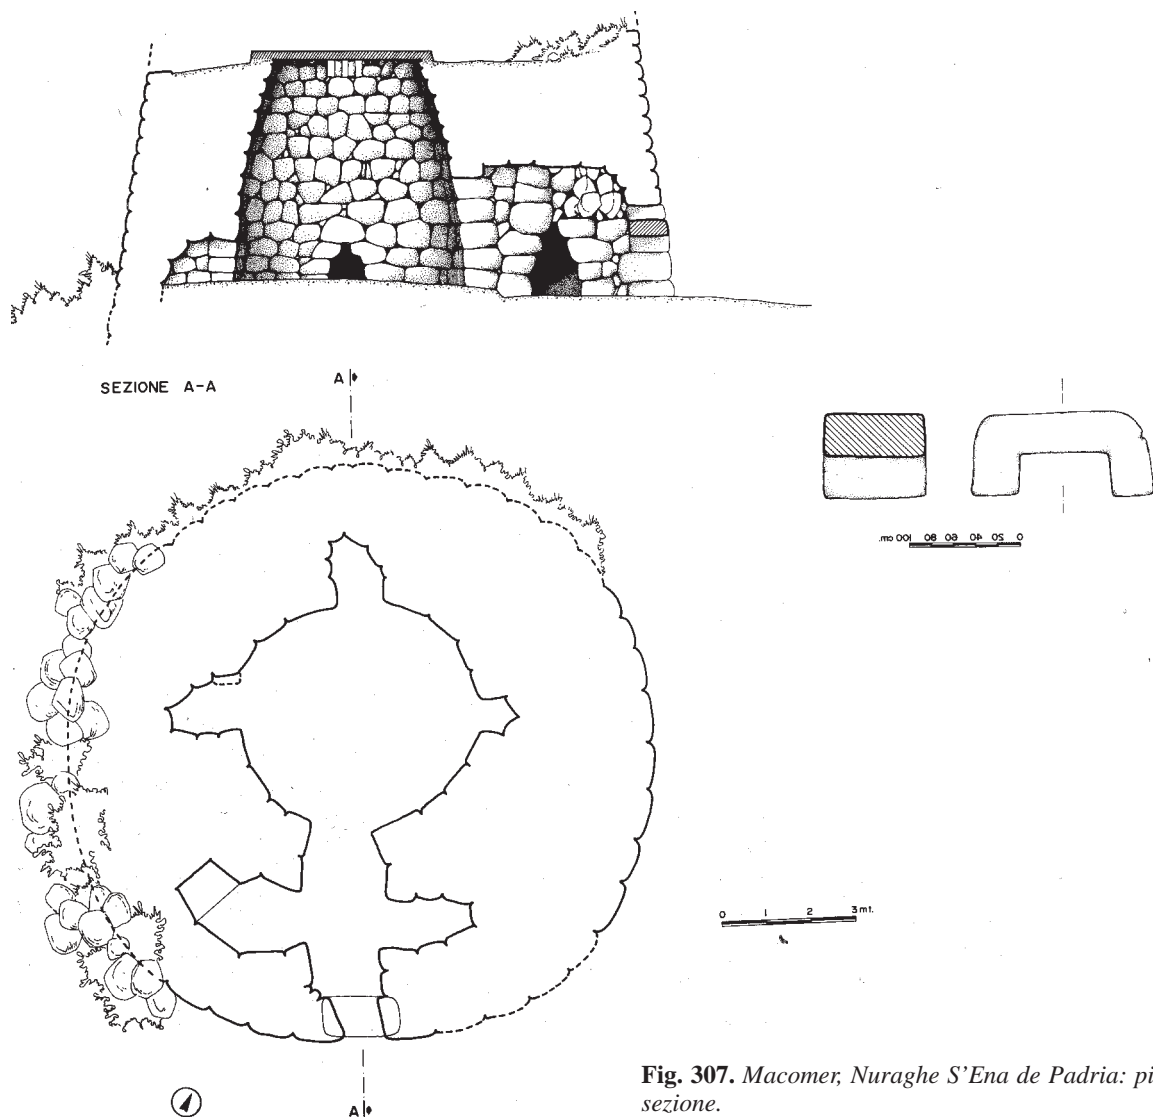 SEZIONE A-A
A
0 20 40 60 80 100 cm.
0 1 2 3 mt.
A
Fig. 307. Macomer, Nuraghe S'Ena de Padria:
sezione.